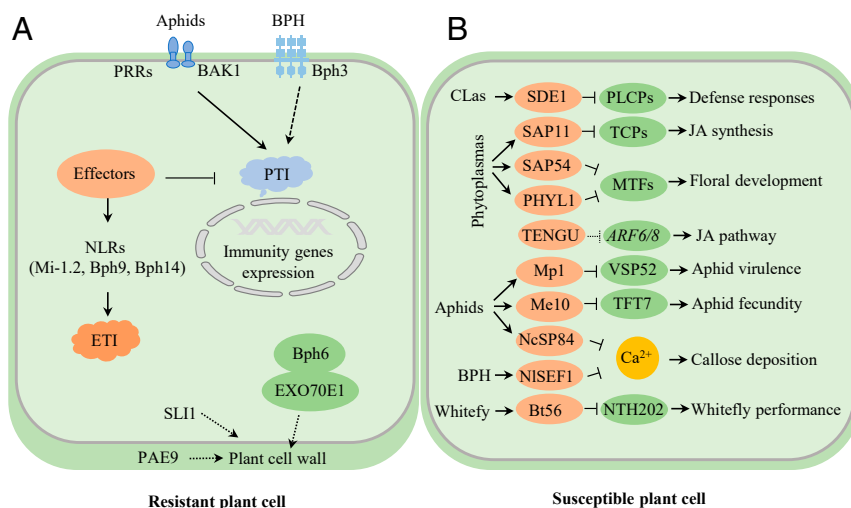 A
Aphids
BPH
PRRs
BAK1
Bph3
Effectors
PTI
NLRs
(Mi-1.2, Bph9, Bph14)
Immunity genes
expression
ETI
Bph6
EXO70E1
SLI1
PAE9
Plant cell wall
Resistant plant cell
B
CLas SDE1 PLCPs Defense responses
Phytoplasmas
SAP11 TCPs JA synthesis
SAP54
MTFs Floral development
PHYL1
TENGU ARF6/8 JA pathway
Aphids
Mp1 VSP52 Aphid virulence
Me10 TFT7 Aphid fecundity
NcSP84
Ca²⁺ Callose deposition
BPH NlSEF1
Whitefy Bt56 NTH202 Whitefly performance
Susceptible plant cell